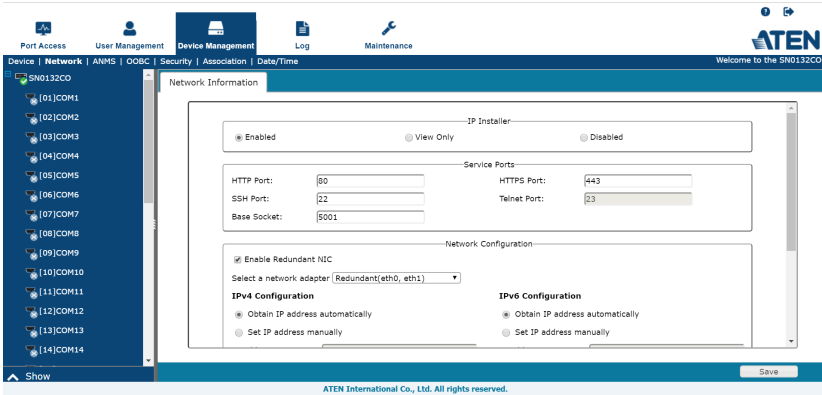 ATEN
Port Access
User Management
Device Management
Log
Maintenance
Device | Network | ANMS | OOBC | Security | Association | Date/Time
Welcome to the SN0132CO
SN0132CO
[01]COM1
[02]COM2
[03]COM3
[04]COM4
[05]COM5
[06]COM6
[07]COM7
[08]COM8
[09]COM9
[10]COM10
[11]COM11
[12]COM12
[13]COM13
[14]COM14
Show
Network Information
IP Installer
Enabled
View Only
Disabled
Service Ports
HTTP Port: 80
HTTPS Port: 443
SSH Port: 22
Telnet Port: 23
Base Socket: 5001
Network Configuration
Enable Redundant NIC
Select a network adapter Redundant(eth0, eth1)
IPv4 Configuration
IPv6 Configuration
Obtain IP address automatically
Obtain IP address automatically
Set IP address manually
Set IP address manually
Save
ATEN International Co., Ltd. All rights reserved.